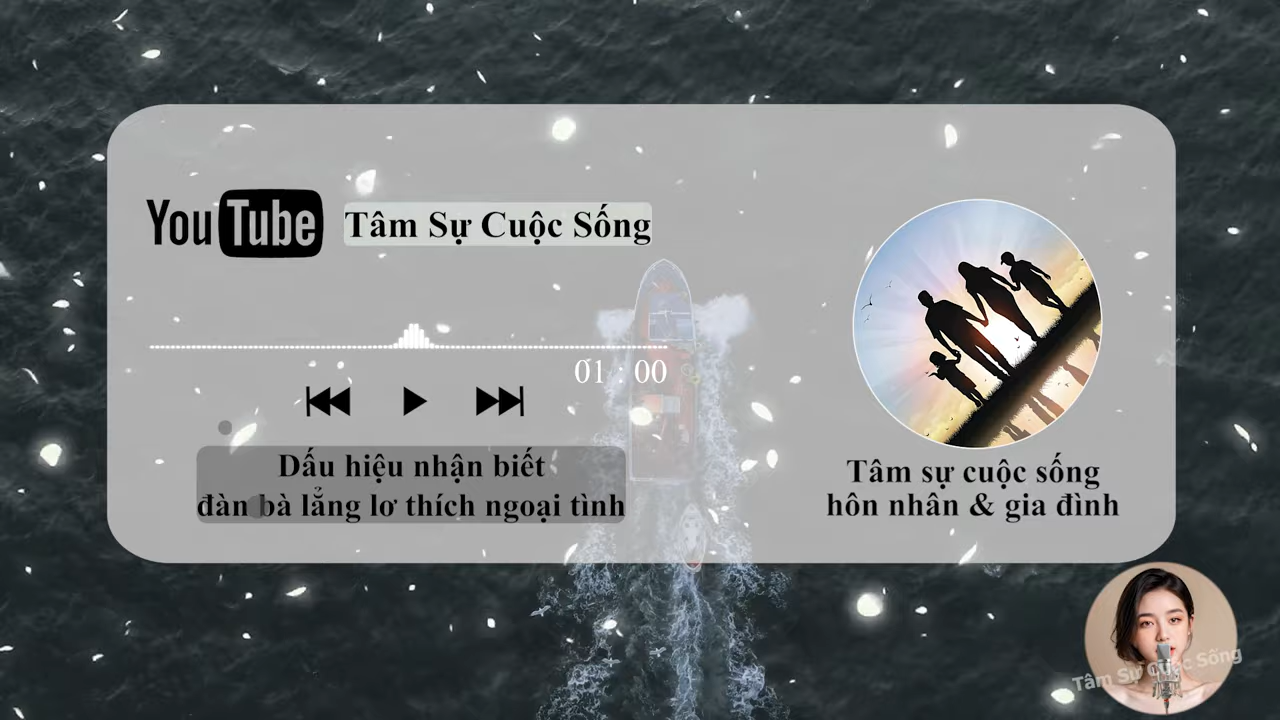 YouTube
Tâm Sự Cuộc Sống
01 : 00
Dấu hiệu nhận biết
đàn bà lẳng lơ thích ngoại tình
Tâm sự cuộc sống
hôn nhân & gia đình
Tâm Sự Cuộc Sống